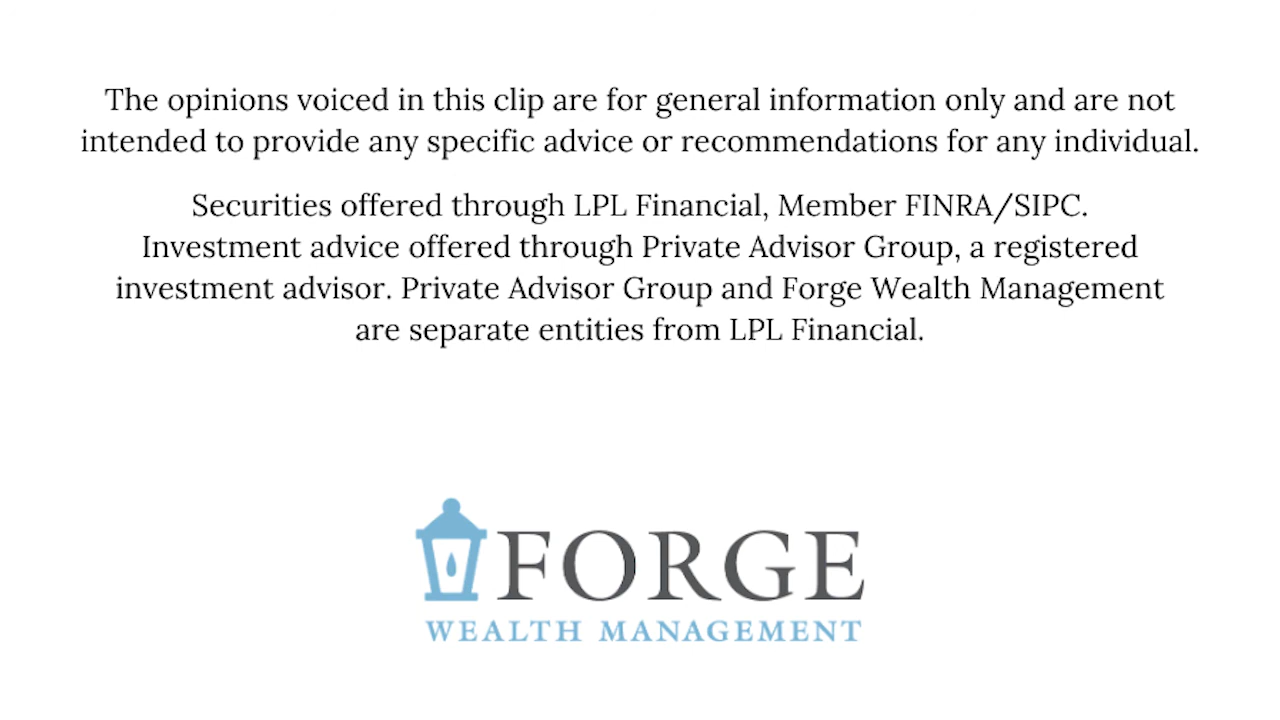 The opinions voiced in this clip are for general information only and are not
intended to provide any specific advice or recommendations for any individual.
Securities offered through LPL Financial, Member FINRA/SIPC.
Investment advice offered through Private Advisor Group, a registered
investment advisor. Private Advisor Group and Forge Wealth Management
are separate entities from LPL Financial.
FORGE
WEALTH MANAGEMENT